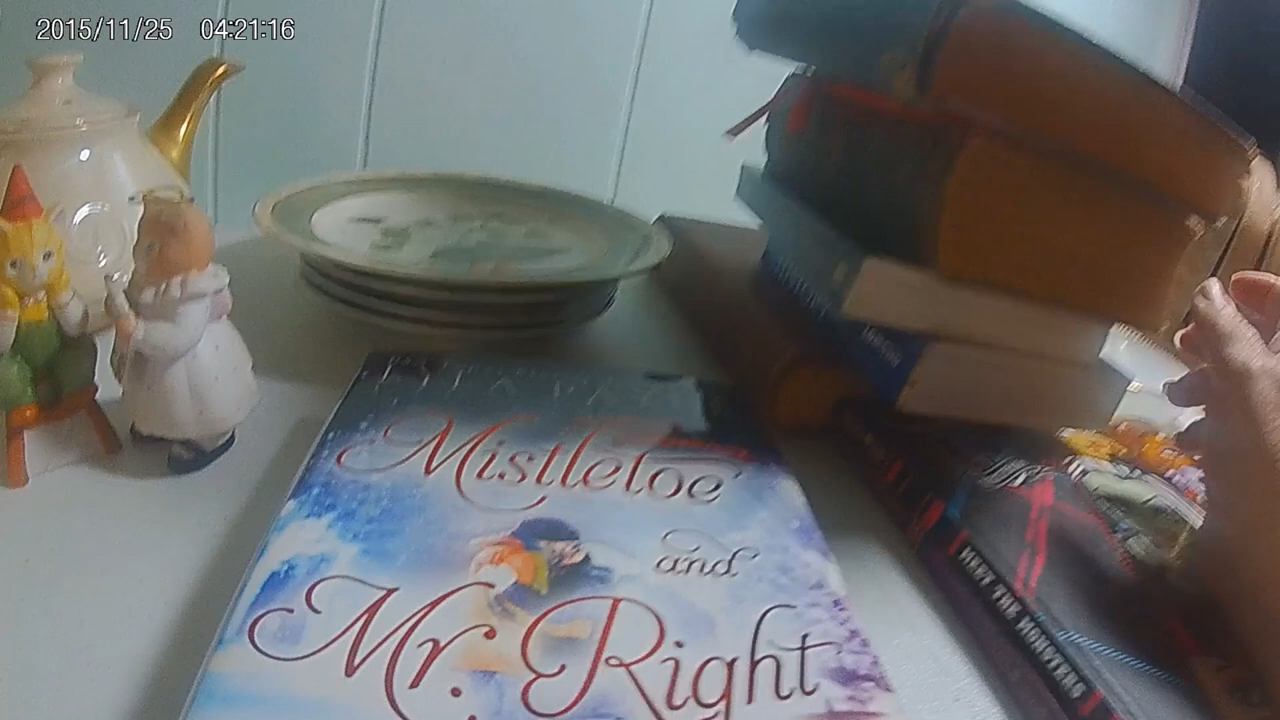 2015/11/25 04:21:16
Mistletoe
and
Mr. Right
MEET THE MONSTERS